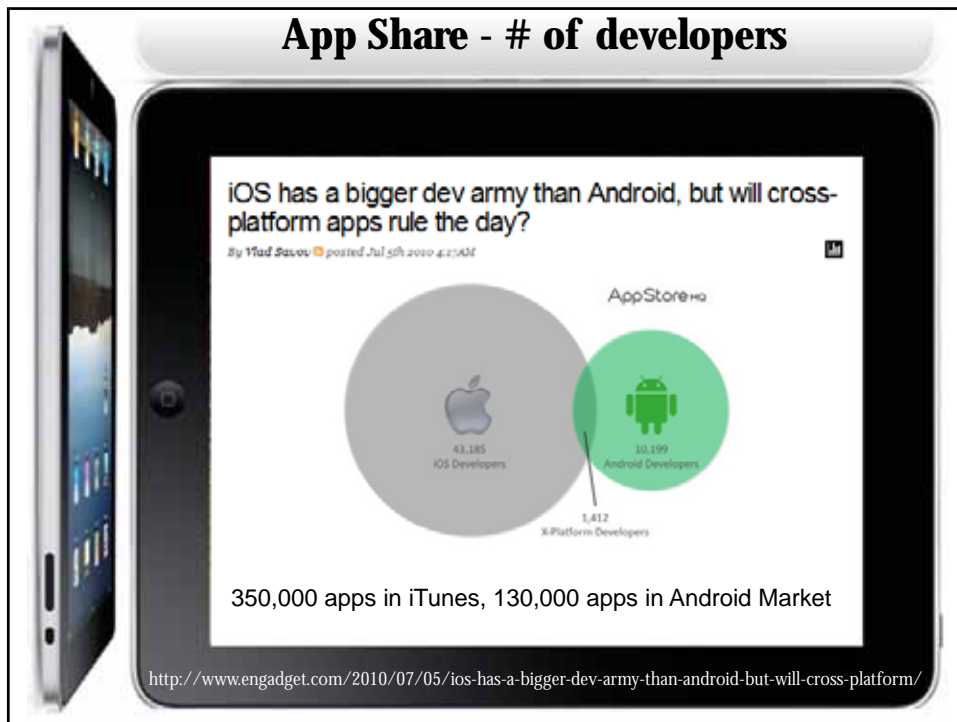 App Share - # of developers
iOS has a bigger dev army than Android, but will cross-
platform apps rule the day?
By Vlad Savov posted Jul 5th 2010 4:27AM
AppStore HQ
43,185
iOS Developers
10,199
Android Developers
1,412
X-Platform Developers
350,000 apps in iTunes, 130,000 apps in Android Market
http://www.engadget.com/2010/07/05/ios-has-a-bigger-dev-army-than-android-but-will-cross-platform/